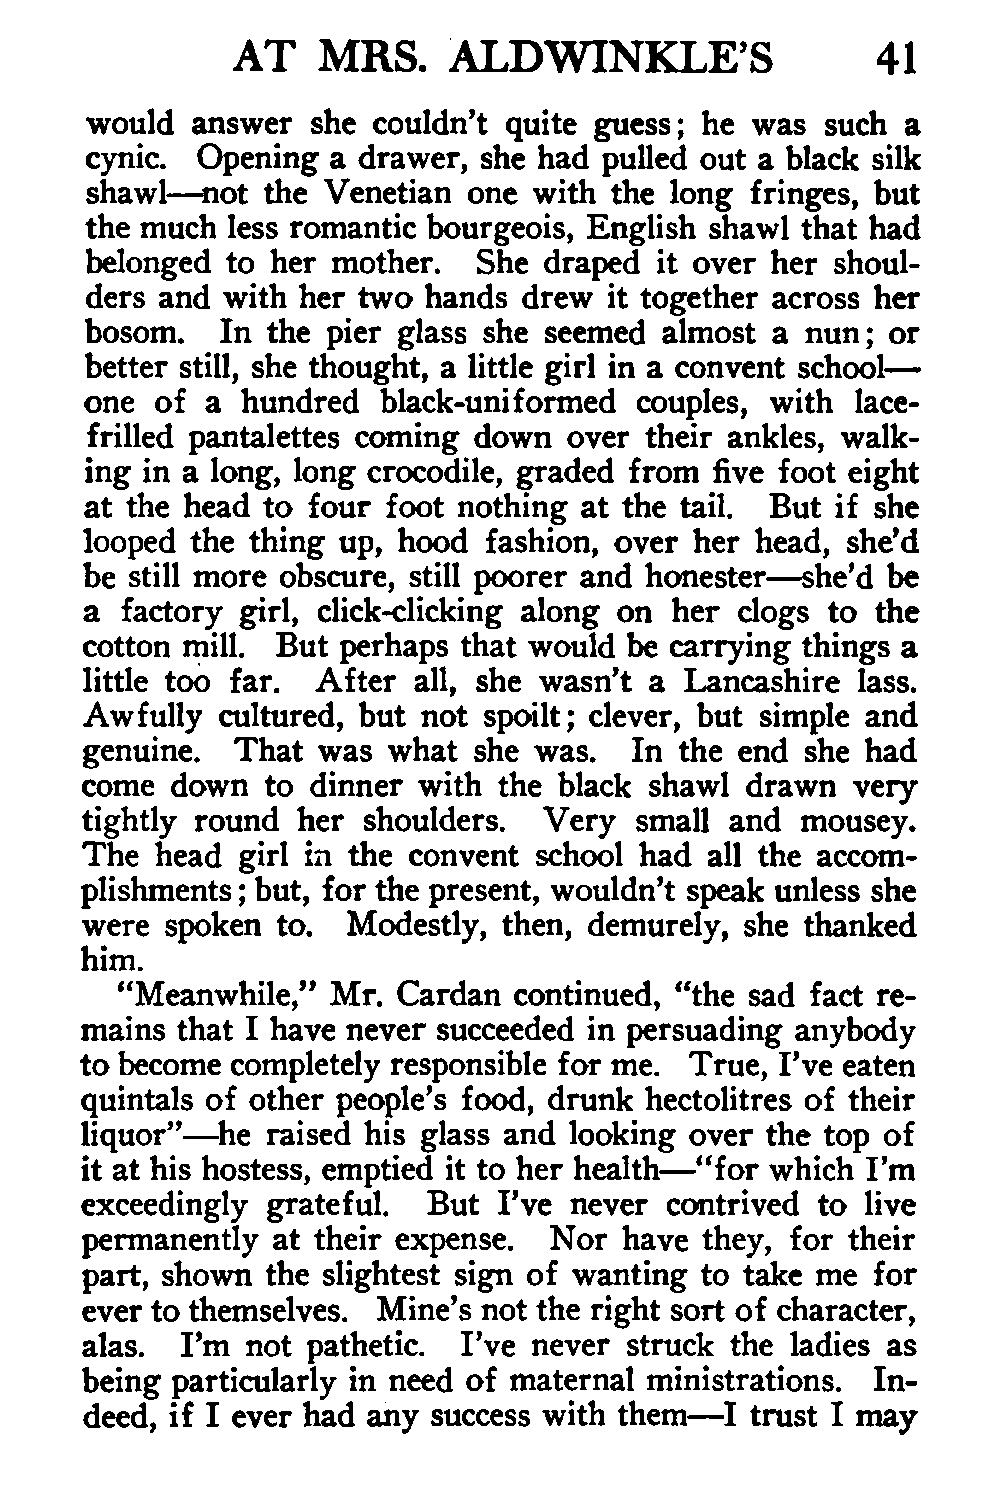 AT MRS. ALDWINKLE'S 41
would answer she couldn't quite guess; he was such a
cynic. Opening a drawer, she had pulled out a black silk
shawl—not the Venetian one with the long fringes, but
the much less romantic bourgeois, English shawl that had
belonged to her mother. She draped it over her shoul-
ders and with her two hands drew it together across her
bosom. In the pier glass she seemed almost a nun; or
better still, she thought, a little girl in a convent school—
one of a hundred black-uniformed couples, with lace-
frilled pantalettes coming down over their ankles, walk-
ing in a long, long crocodile, graded from five foot eight
at the head to four foot nothing at the tail. But if she
looped the thing up, hood fashion, over her head, she'd
be still more obscure, still poorer and honester—she'd be
a factory girl, click-clicking along on her clogs to the
cotton mill. But perhaps that would be carrying things a
little too far. After all, she wasn't a Lancashire lass.
Awfully cultured, but not spoilt; clever, but simple and
genuine. That was what she was. In the end she had
come down to dinner with the black shawl drawn very
tightly round her shoulders. Very small and mousey.
The head girl in the convent school had all the accom-
plishments; but, for the present, wouldn't speak unless she
were spoken to. Modestly, then, demurely, she thanked
him.
"Meanwhile," Mr. Cardan continued, "the sad fact re-
mains that I have never succeeded in persuading anybody
to become completely responsible for me. True, I've eaten
quintals of other people's food, drunk hectolitres of their
liquor"—he raised his glass and looking over the top of
it at his hostess, emptied it to her health—"for which I'm
exceedingly grateful. But I've never contrived to live
permanently at their expense. Nor have they, for their
part, shown the slightest sign of wanting to take me for
ever to themselves. Mine's not the right sort of character,
alas. I'm not pathetic. I've never struck the ladies as
being particularly in need of maternal ministrations. In-
deed, if I ever had any success with them—I trust I may